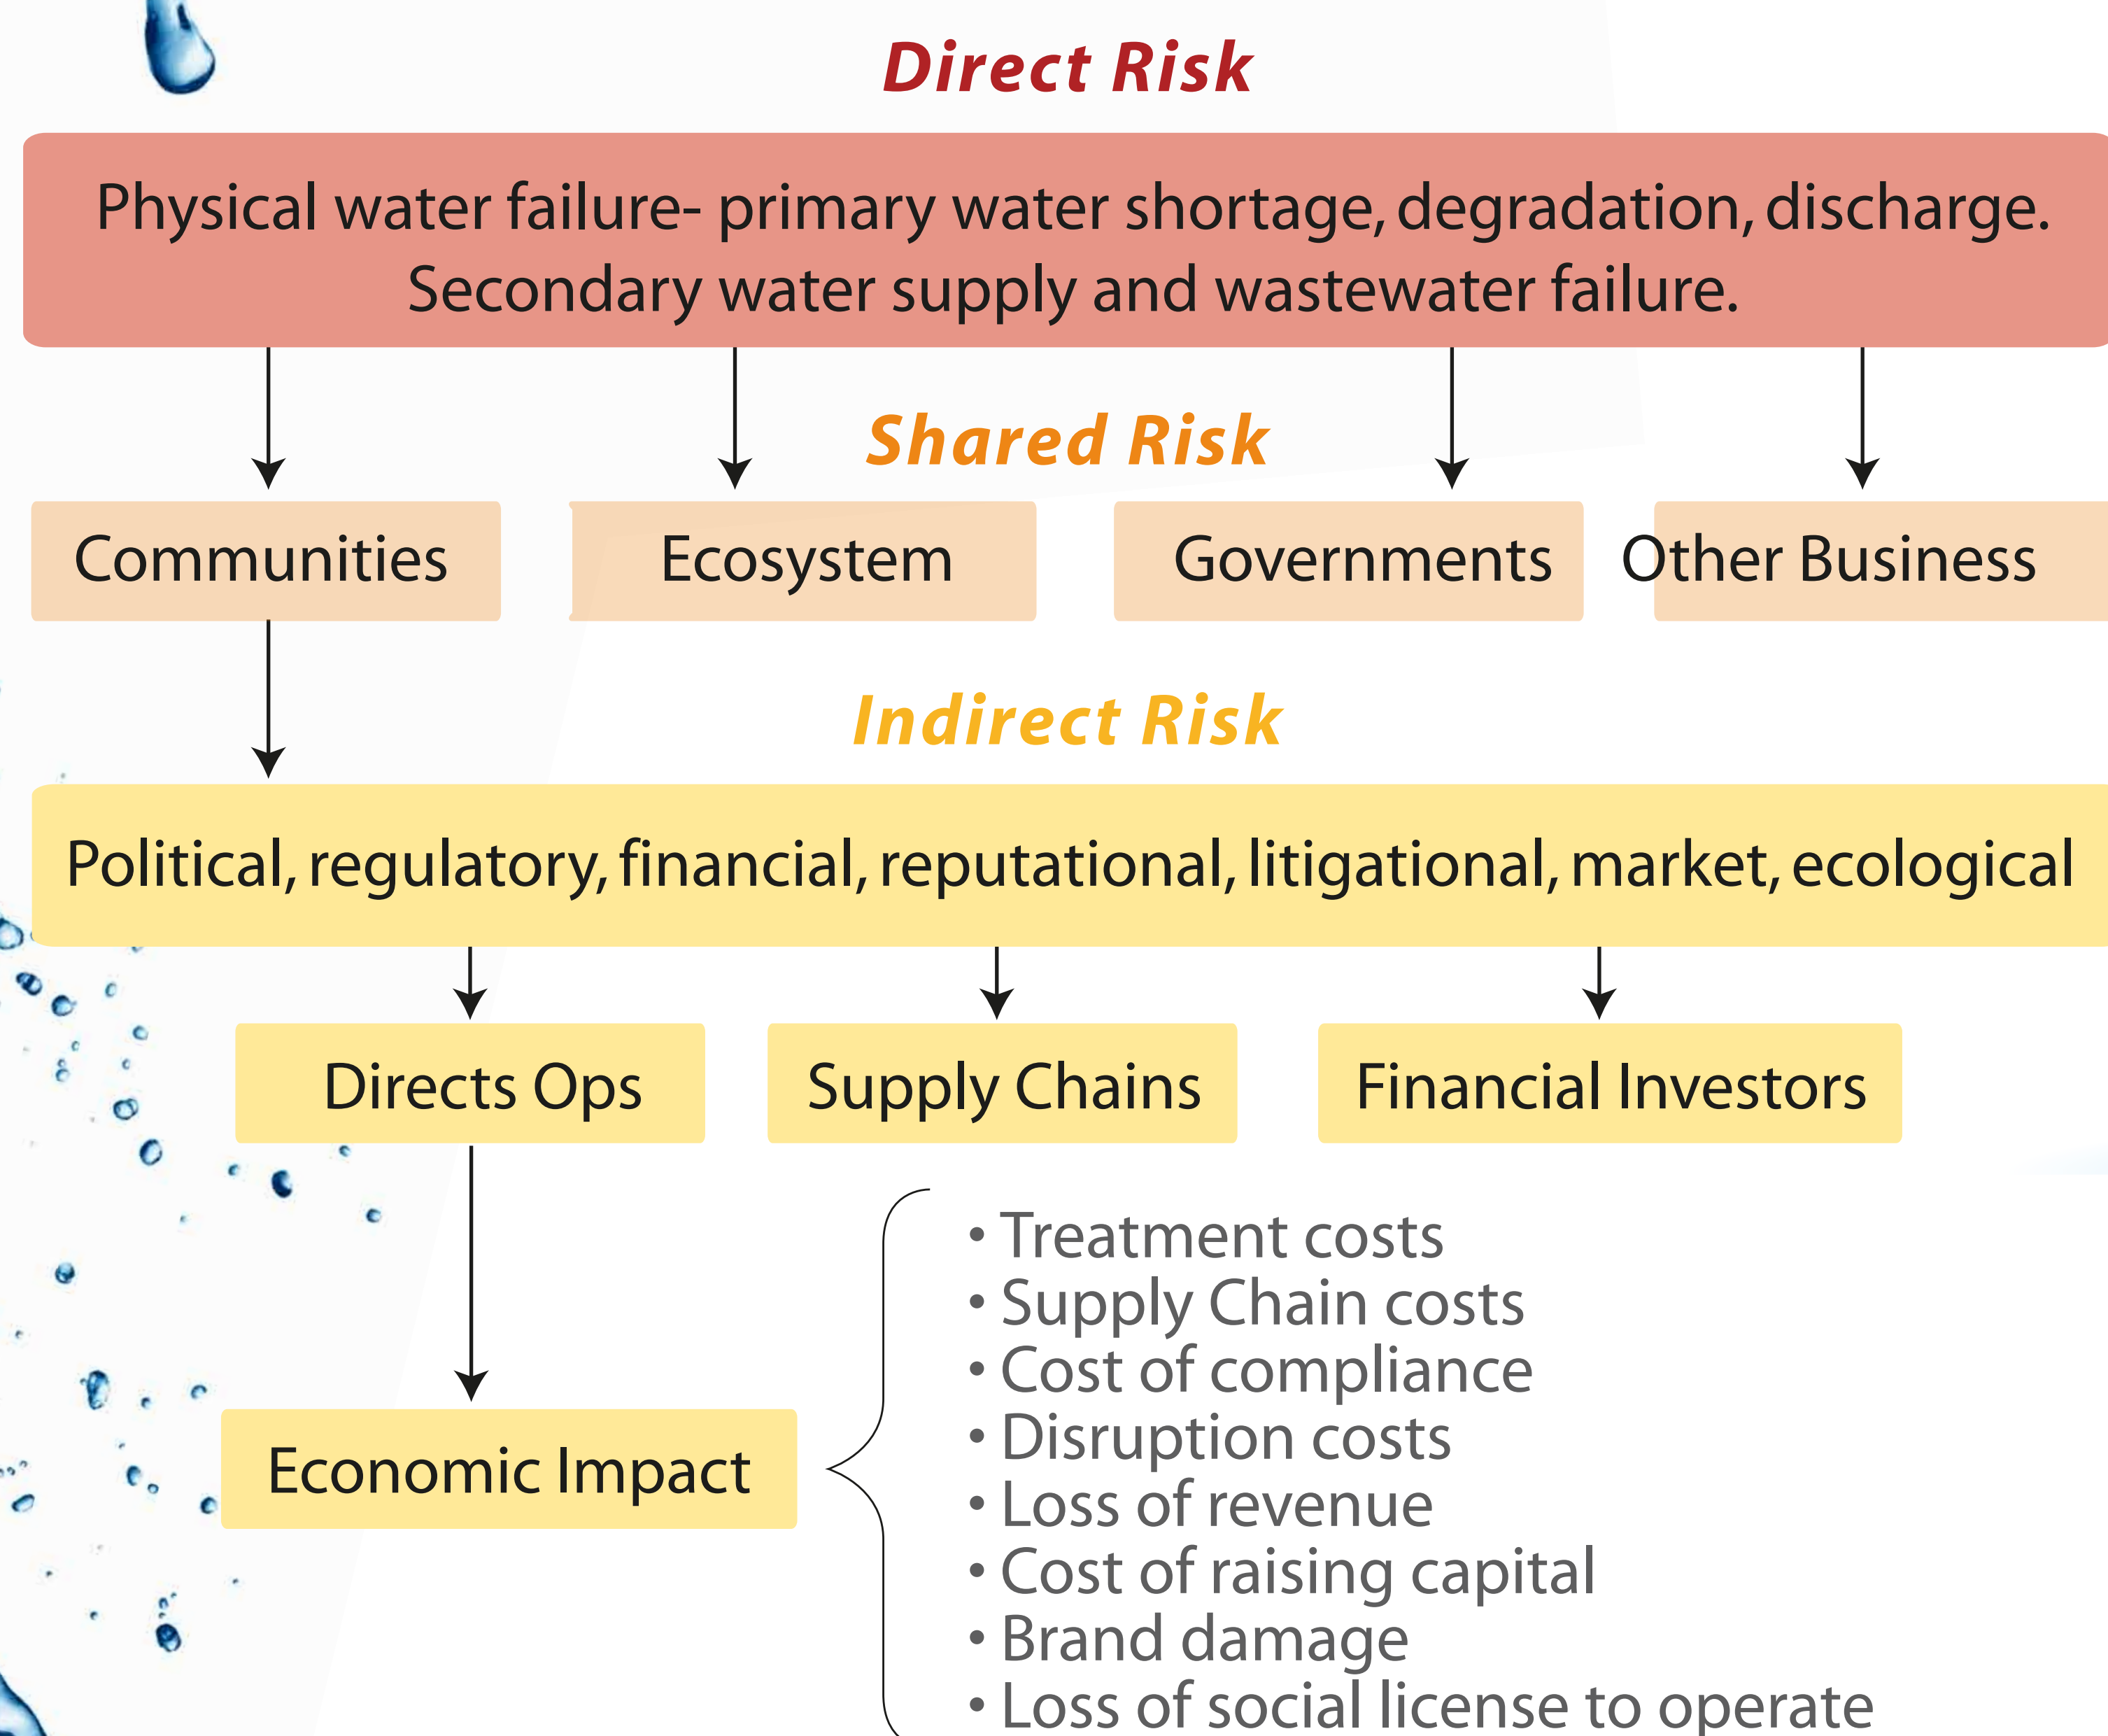 Direct Risk
Physical water failure- primary water shortage, degradation, discharge.
Secondary water supply and wastewater failure.
Shared Risk
Communities
Ecosystem
Governments
Other Business
Indirect Risk
Political, regulatory, financial, reputational, litigational, market, ecological
Directs Ops
Supply Chains
Financial Investors
Economic Impact
• Treatment costs
• Supply Chain costs
• Cost of compliance
• Disruption costs
• Loss of revenue
• Cost of raising capital
• Brand damage
• Loss of social license to operate